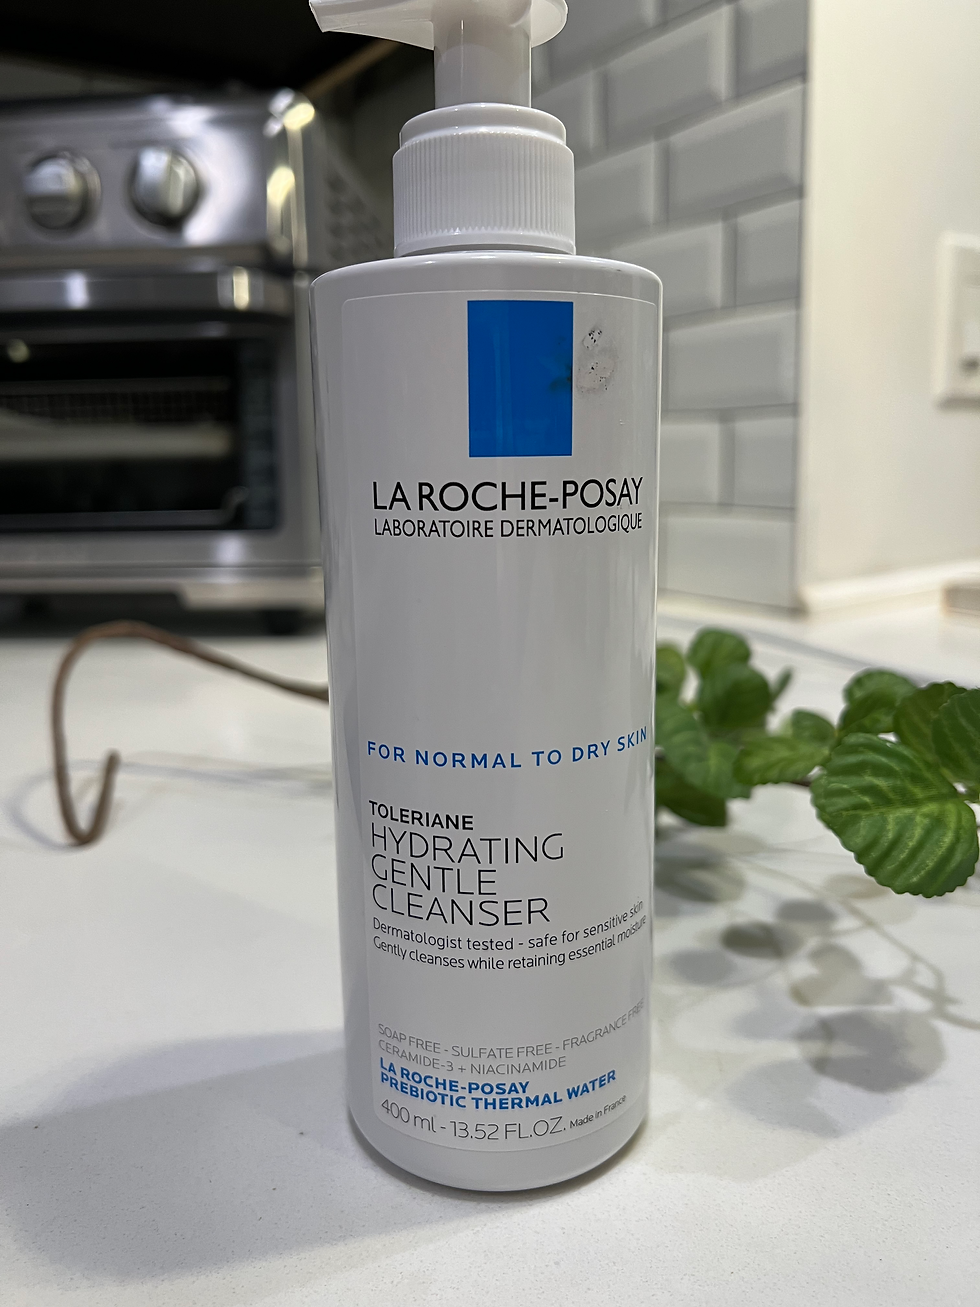 LA ROCHE-POSAY
LABORATOIRE DERMATOLOGIQUE
FOR NORMAL TO DRY SKIN
TOLERIANE
HYDRATING
GENTLE
CLEANSER
Dermatologist tested - safe for sensitive skin
Gently cleanses while retaining essential moisture
SOAP FREE - SULFATE FREE - FRAGRANCE FREE
CERAMIDE-3 + NIACINAMIDE
LA ROCHE-POSAY
PREBIOTIC THERMAL WATER
400 ml - 13.52 FL.OZ. Made in France